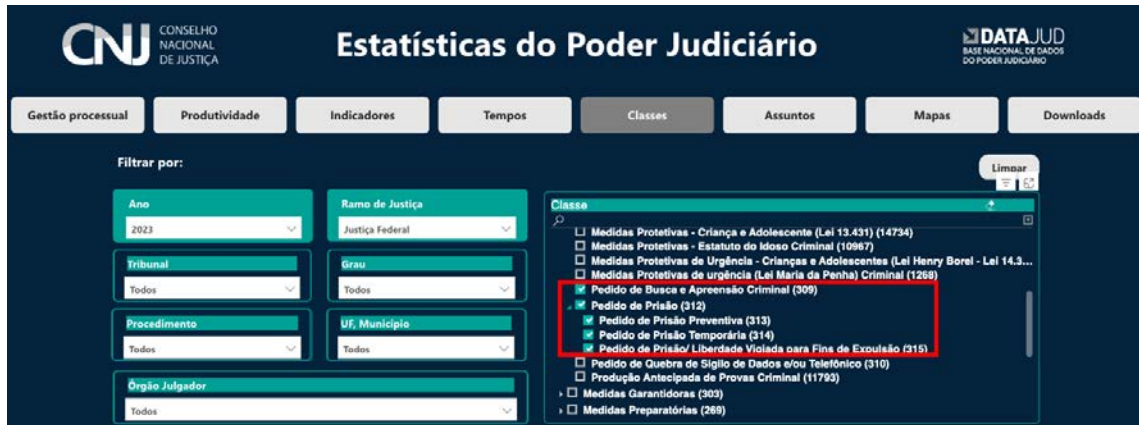 CNJ CONSELHO
NACIONAL
DE JUSTIÇA
Estatísticas do Poder Judiciário
DATAJUD
BASE NACIONAL DE DADOS
DO PODER JUDICIÁRIO
Gestão processual Produtividade Indicadores Tempos Classes Assuntos Mapas Downloads
Filtrar por:
Limpar
Ano
2023
Ramo de Justiça
Justiça Federal
Tribunal
Todos
Grau
Todos
Procedimento
Todos
UF, Município
Todos
Órgão Julgador
Todos
Classe
Medidas Protetivas - Criança e Adolescente (Lei 13.431) (14734)
Medidas Protetivas - Estatuto do Idoso Criminal (10967)
Medidas Protetivas de Urgência - Crianças e Adolescentes (Lei Henry Borel - Lei 14.3...
Medidas Protetivas de urgência (Lei Maria da Penha) Criminal (1268)
Pedido de Busca e Apreensão Criminal (309)
Pedido de Prisão (312)
Pedido de Prisão Preventiva (313)
Pedido de Prisão Temporária (314)
Pedido de Prisão/ Liberdade Vigiada para Fins de Expulsão (315)
Pedido de Quebra de Sigilo de Dados e/ou Telefônico (310)
Produção Antecipada de Provas Criminal (11793)
Medidas Garantidoras (303)
Medidas Preparatórias (269)